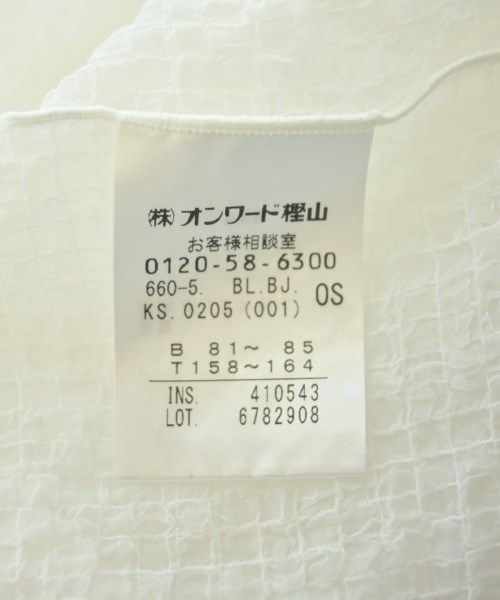 (株)オンワード樫山
お客様相談室
0120-58-6300
660-5. BL.BJ. OS
KS.0205(001)
B 81～ 85
T158～164
INS. 410543
LOT. 6782908